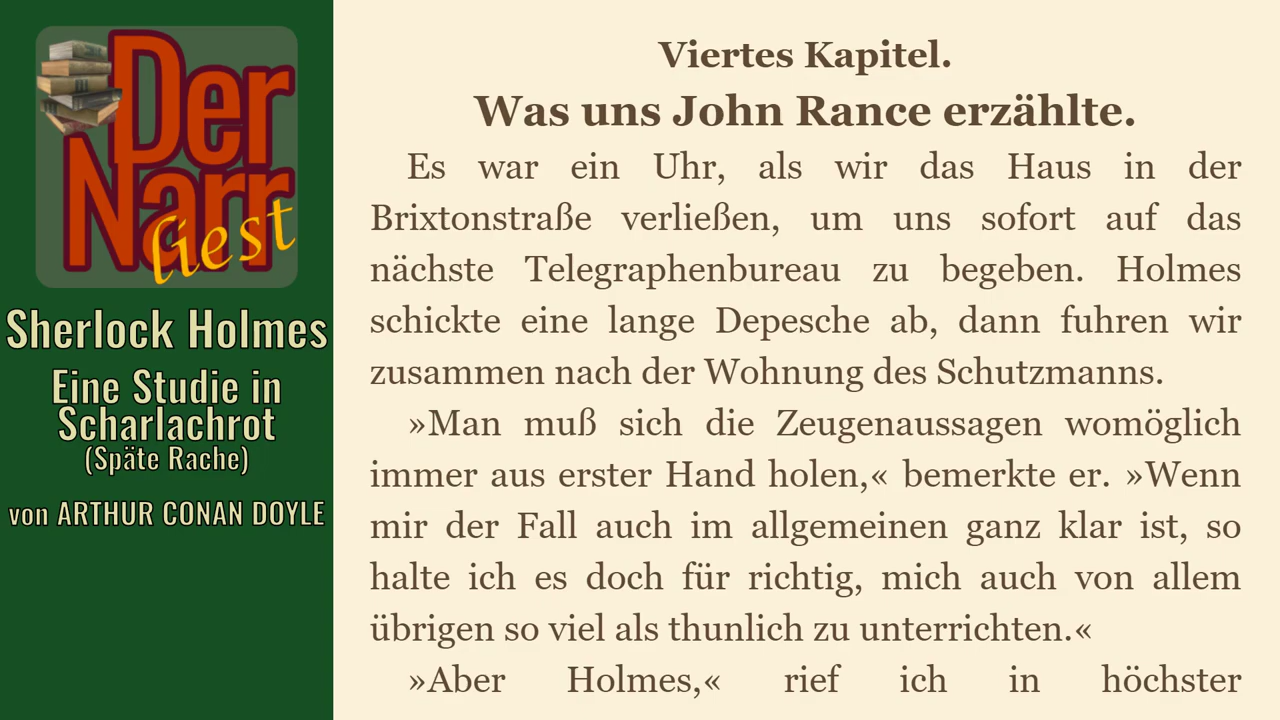 Der
Narr
liest
Sherlock Holmes
Eine Studie in
Scharlachrot
(Späte Rache)
von ARTHUR CONAN DOYLE
Viertes Kapitel.
Was uns John Rance erzählte.
Es war ein Uhr, als wir das Haus in der
Brixtonstraße verließen, um uns sofort auf das
nächste Telegraphenbureau zu begeben. Holmes
schickte eine lange Depesche ab, dann fuhren wir
zusammen nach der Wohnung des Schutzmanns.
»Man muß sich die Zeugenaussagen womöglich
immer aus erster Hand holen,« bemerkte er. »Wenn
mir der Fall auch im allgemeinen ganz klar ist, so
halte ich es doch für richtig, mich auch von allem
übrigen so viel als thunlich zu unterrichten.«
»Aber Holmes,« rief ich in höchster